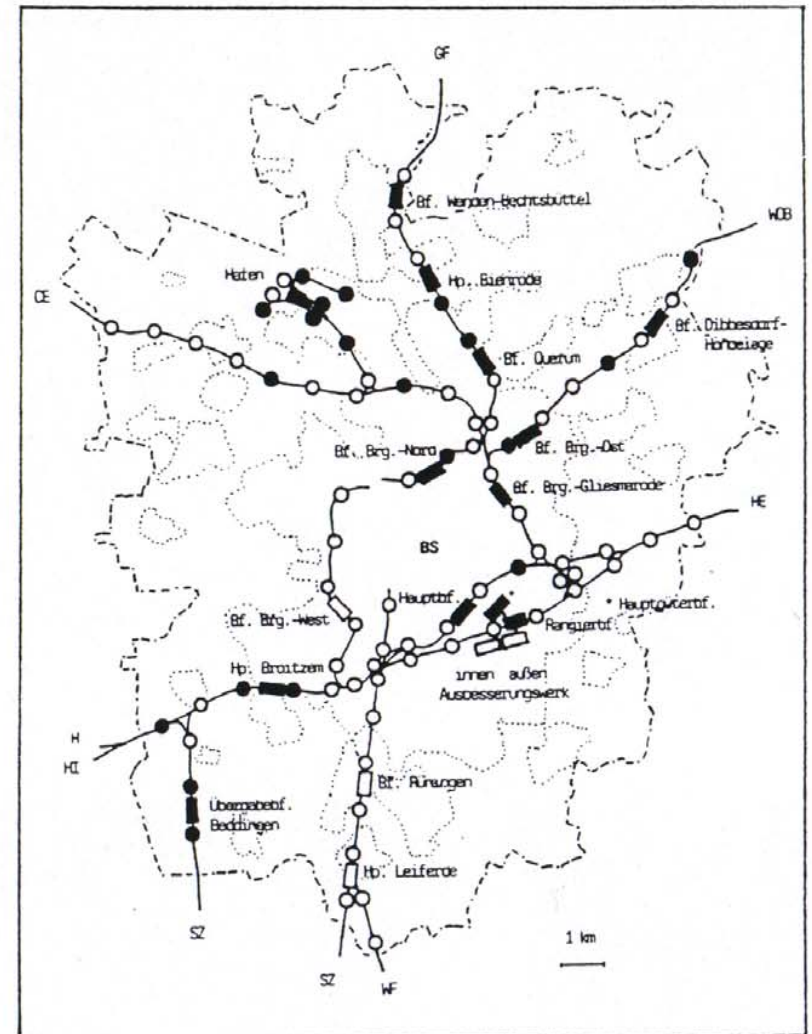 GF
Bf. Wenden-Bechtsbüttel
WOB
Hafen
Hp. Bienrode
CE
Bf. Dibbesdorf-
Hondelage
Bf. Querum
Bf. Brg.-Nord
Bf. Brg.-Ost
Bf. Brg.-Gliesmarode
HE
BS
Hauptbf.
Hauptgüterbf.
Bf. Brg.-West
Rangierbf.
Hp. Broitzem
innen außen
Ausbesserungswerk
H
HI
Bf. Rüningen
Übergabebf.
Beddingen
Hp. Leiferde
SZ
1 km
SZ
WF